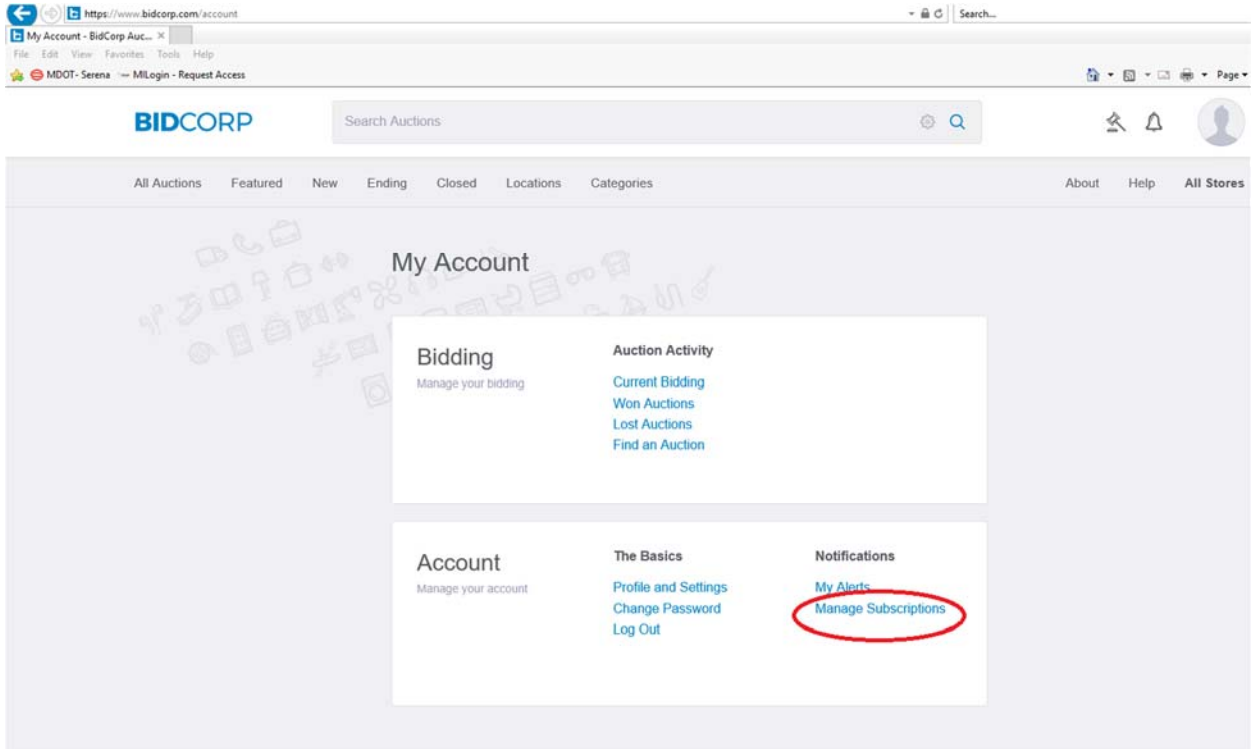 https://www.bidcorp.com/account
Search...
My Account - BidCorp Auc...
File Edit View Favorites Tools Help
MDOT- Serena MILogin - Request Access
Page
BIDCORP
Search Auctions
All Auctions Featured New Ending Closed Locations Categories About Help All Stores
My Account
Bidding
Manage your bidding
Auction Activity
Current Bidding
Won Auctions
Lost Auctions
Find an Auction
Account
Manage your account
The Basics
Profile and Settings
Change Password
Log Out
Notifications
My Alerts
Manage Subscriptions